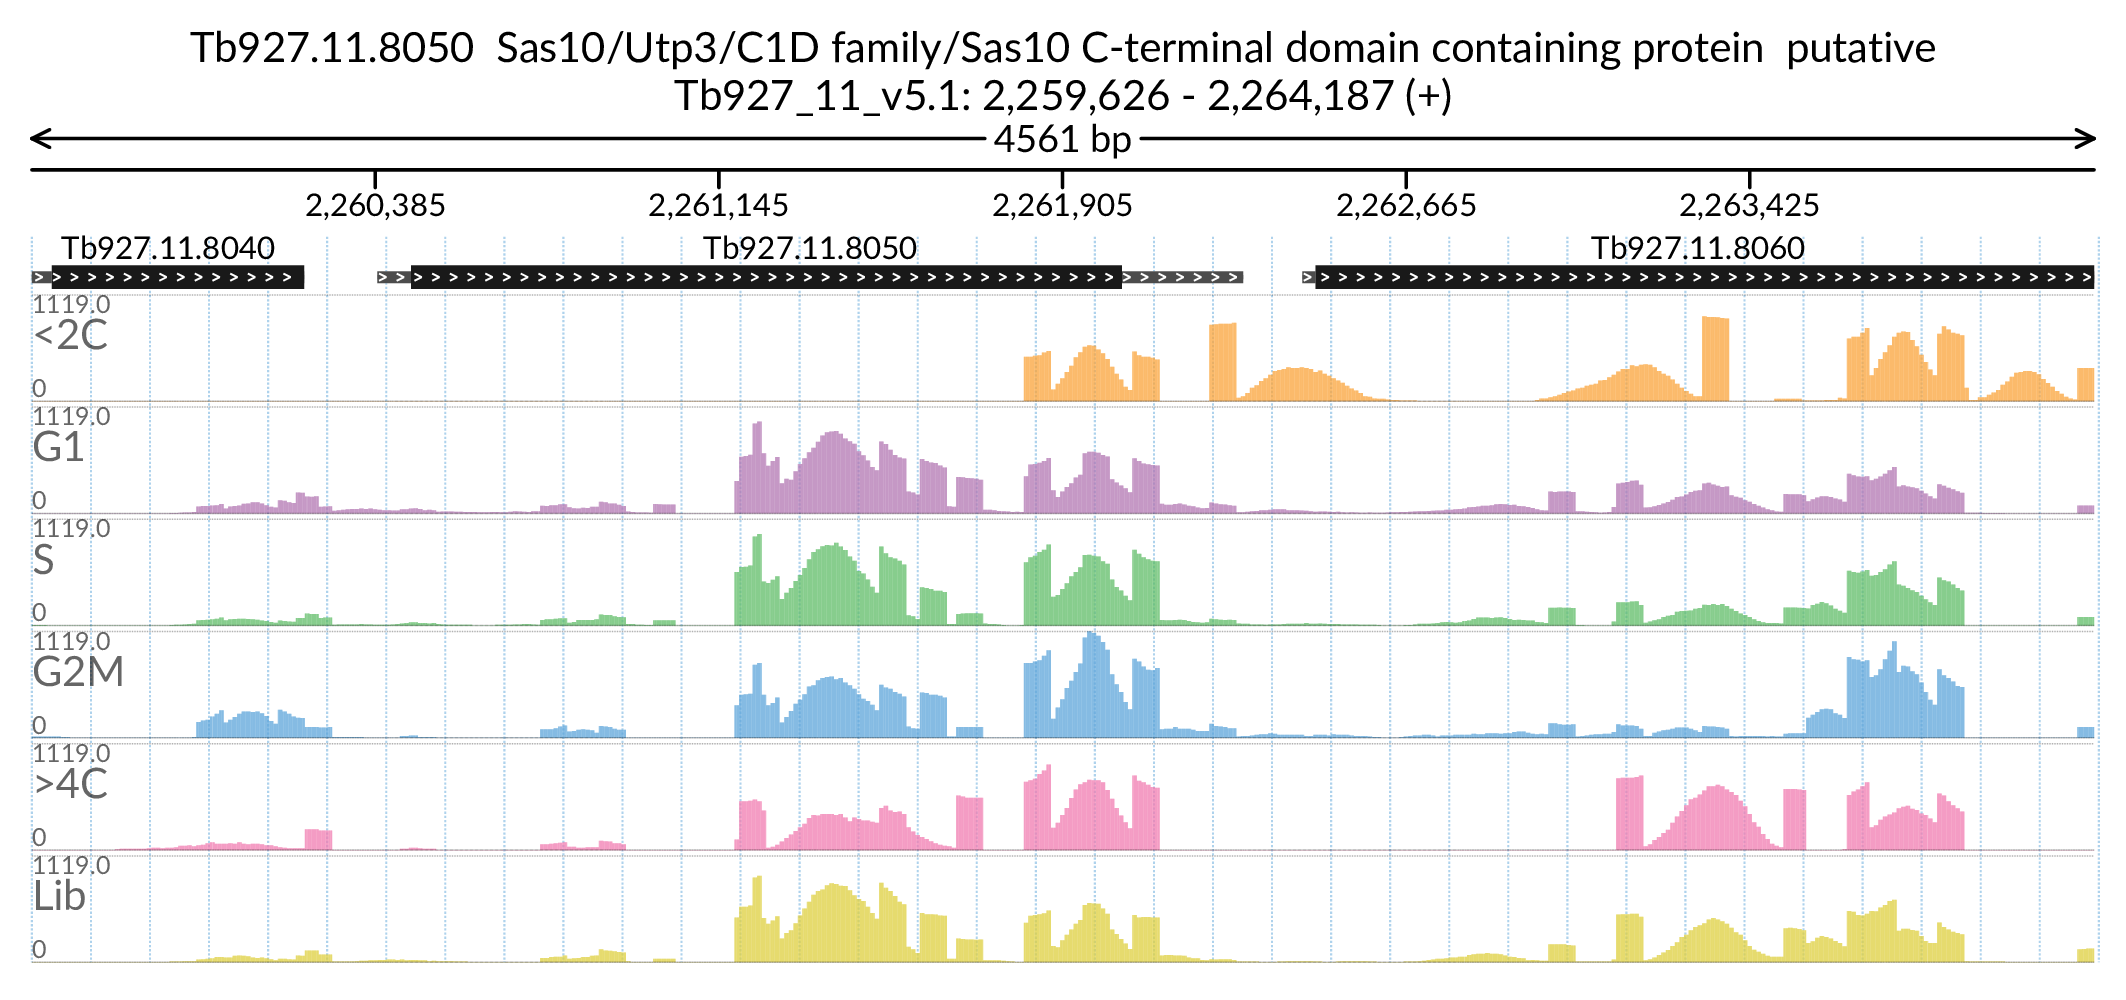 Tb927.11.8050  Sas10/Utp3/C1D family/Sas10 C-terminal domain containing protein  putative
Tb927_11_v5.1: 2,259,626 - 2,264,187 (+)
4561 bp
2,260,385 2,261,145 2,261,905 2,262,665 2,263,425
Tb927.11.8040 Tb927.11.8050 Tb927.11.8060
1119.0
<2C
0
1119.0
G1
0
1119.0
S
0
1119.0
G2M
0
1119.0
>4C
0
1119.0
Lib
0